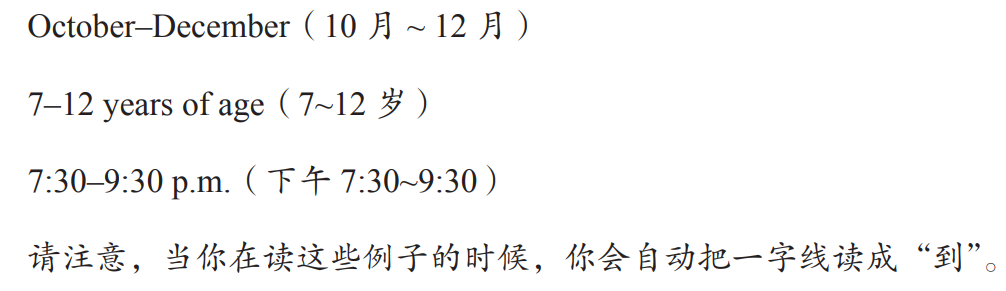 October–December（10 月 ~ 12 月）
7–12 years of age（7~12 岁）
7:30–9:30 p.m.（下午 7:30~9:30）
请注意，当你在读这些例子的时候，你会自动把一字线读成“到”。